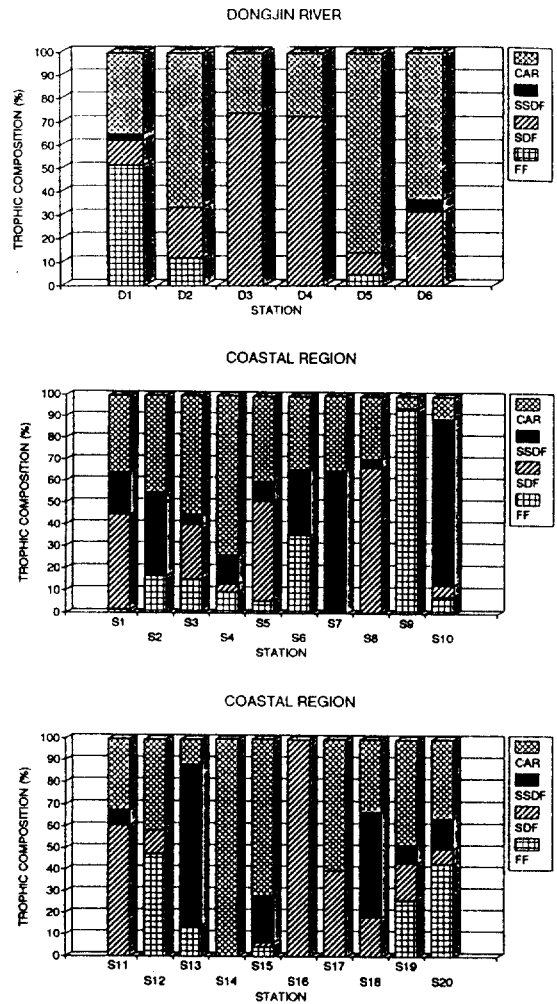 DONGJIN RIVER
TROPHIC COMPOSITION (%)
100
90
80
70
60
50
40
30
20
10
0
D1 D2 D3 D4 D5 D6
STATION
CAR
SSDF
SDF
FF
COASTAL REGION
TROPHIC COMPOSITION (%)
100
90
80
70
60
50
40
30
20
10
0
S1 S3 S5 S7 S9
S2 S4 S6 S8 S10
STATION
CAR
SSDF
SDF
FF
COASTAL REGION
TROPHIC COMPOSITION (%)
100
90
80
70
60
50
40
30
20
10
0
S11 S13 S15 S17 S19
S12 S14 S16 S18 S20
STATION
CAR
SSDF
SDF
FF